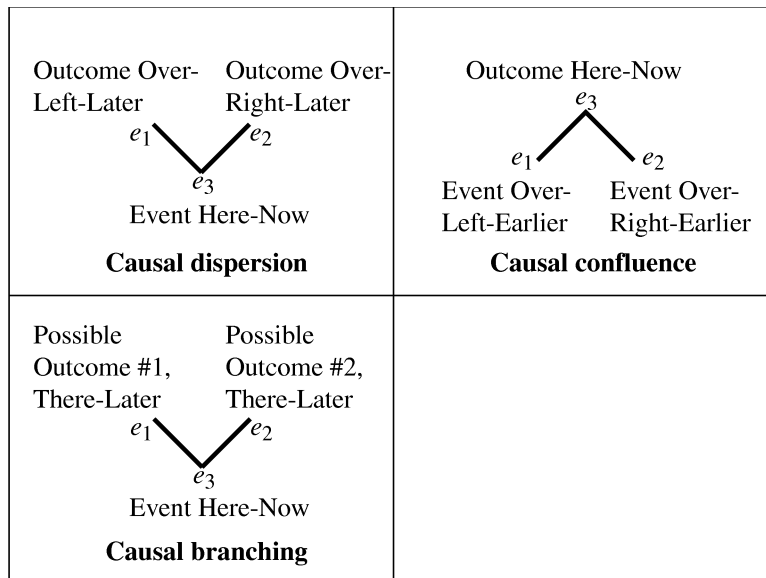 Outcome Over-
Left-Later
Outcome Over-
Right-Later
e1
e2
e3
Event Here-Now
Causal dispersion
Outcome Here-Now
e3
e1
e2
Event Over-
Left-Earlier
Event Over-
Right-Earlier
Causal confluence
Possible
Outcome #1,
There-Later
Possible
Outcome #2,
There-Later
e1
e2
e3
Event Here-Now
Causal branching